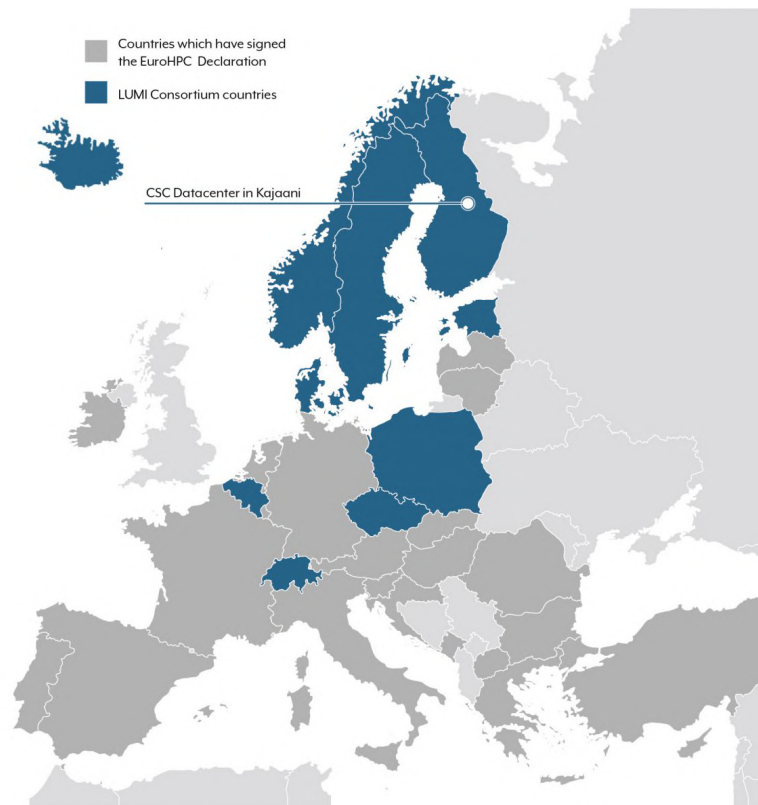 Countries which have signed
the EuroHPC Declaration
LUMI Consortium countries
CSC Datacenter in Kajaani